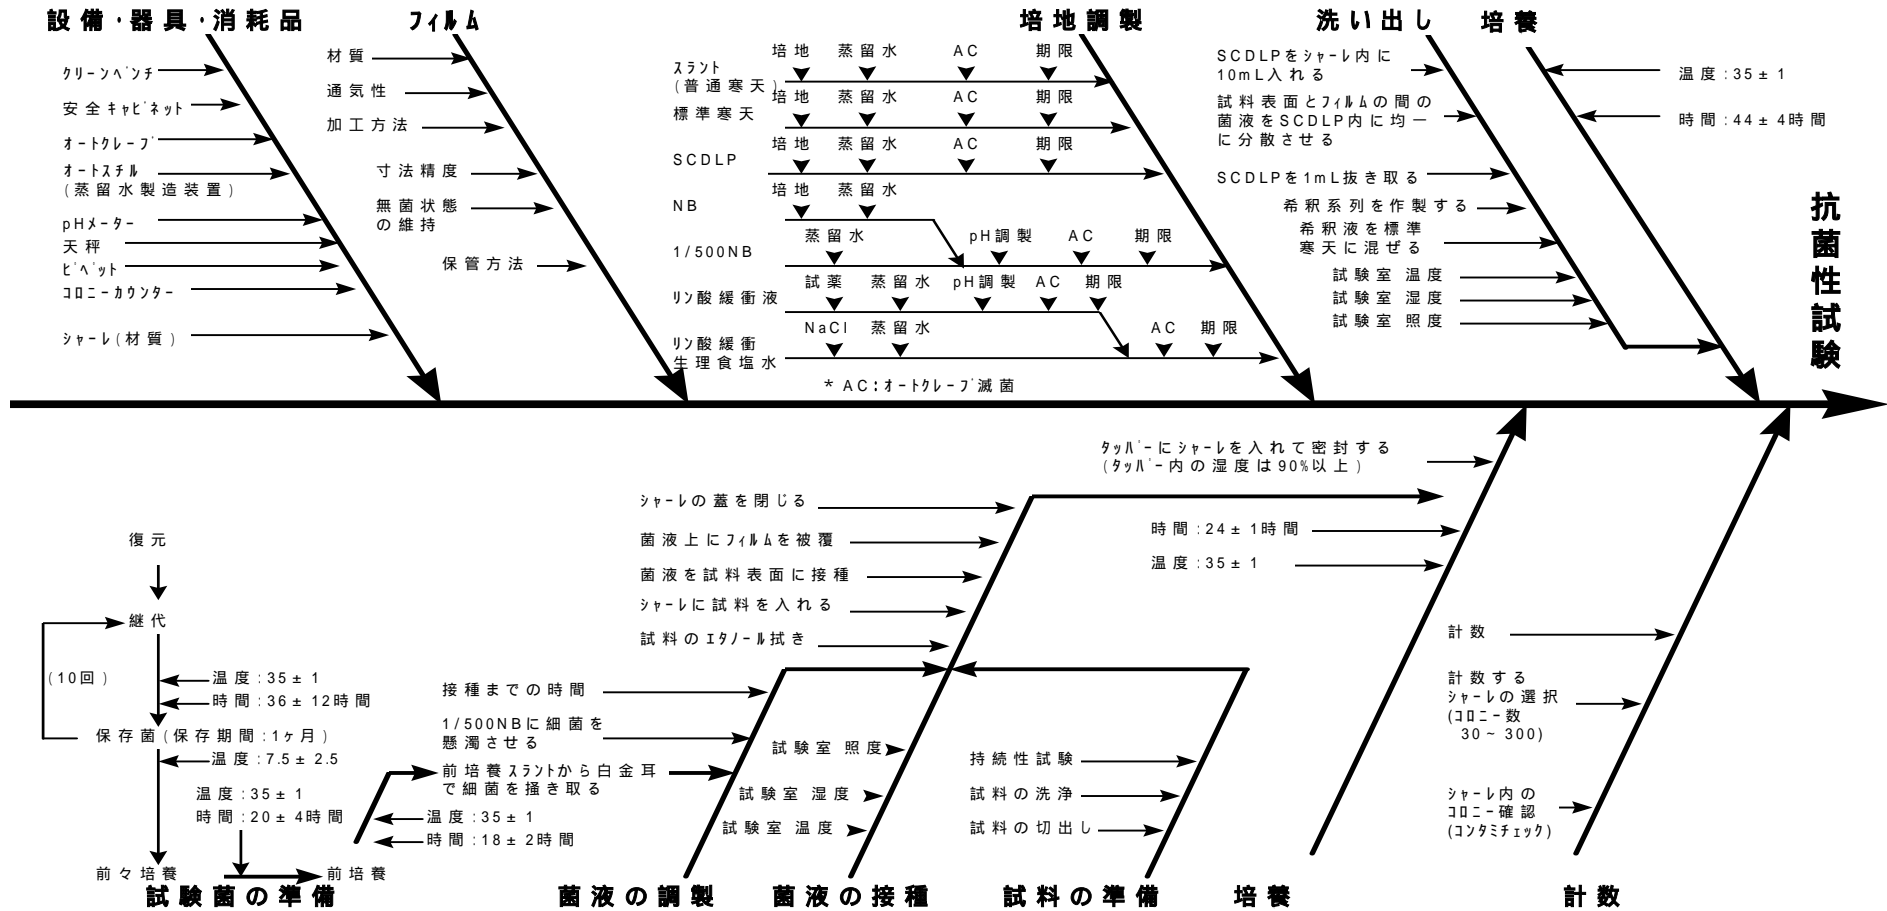 設備・器具・消耗品
クリーンベンチ
安全キャビネット
オートクレーブ
オートスチル
(蒸留水製造装置)
pHメーター
天秤
ピペット
コロニーカウンター
シャーレ(材質)
フィルム
材質
通気性
加工方法
寸法精度
無菌状態
の維持
保管方法
培地調製
培地 蒸留水 AC 期限
スラント
(普通寒天)
培地 蒸留水 AC 期限
標準寒天
培地 蒸留水 AC 期限
SCDLP
培地 蒸留水
NB
蒸留水 pH調製 AC 期限
1/500NB
試薬 蒸留水 pH調製 AC 期限
リン酸緩衝液
NaCl 蒸留水 AC 期限
リン酸緩衝
生理食塩水
*AC:オートクレーブ滅菌
洗い出し
SCDLPをシャーレ内に
10mL入れる
試料表面とフィルムの間の
菌液をSCDLP内に均一
に分散させる
SCDLPを1mL抜き取る
希釈系列を作製する
希釈液を標準
寒天に混ぜる
試験室 温度
試験室 湿度
試験室 照度
培養
温度:35±1
時間:44±4時間
抗菌性試験
復元
継代
(10回)
温度:35±1
時間:36±12時間
保存菌(保存期間:1ヶ月)
温度:7.5±2.5
温度:35±1
時間:20±4時間
前々培養
前培養
温度:35±1
時間:18±2時間
試験菌の準備
接種までの時間
1/500NBに細菌を
懸濁させる
前培養スラントから白金耳
で細菌を掻き取る
菌液の調製
シャーレの蓋を閉じる
菌液上にフィルムを被覆
菌液を試料表面に接種
シャーレに試料を入れる
試料のエタノール拭き
試験室 照度
試験室 湿度
試験室 温度
菌液の接種
持続性試験
試料の洗浄
試料の切出し
試料の準備
タッパーにシャーレを入れて密封する
(タッパー内の湿度は90%以上)
時間:24±1時間
温度:35±1
培養
計数
計数する
シャーレの選択
(コロニー数
30~300)
シャーレ内の
コロニー確認
(コンタミチェック)
計数